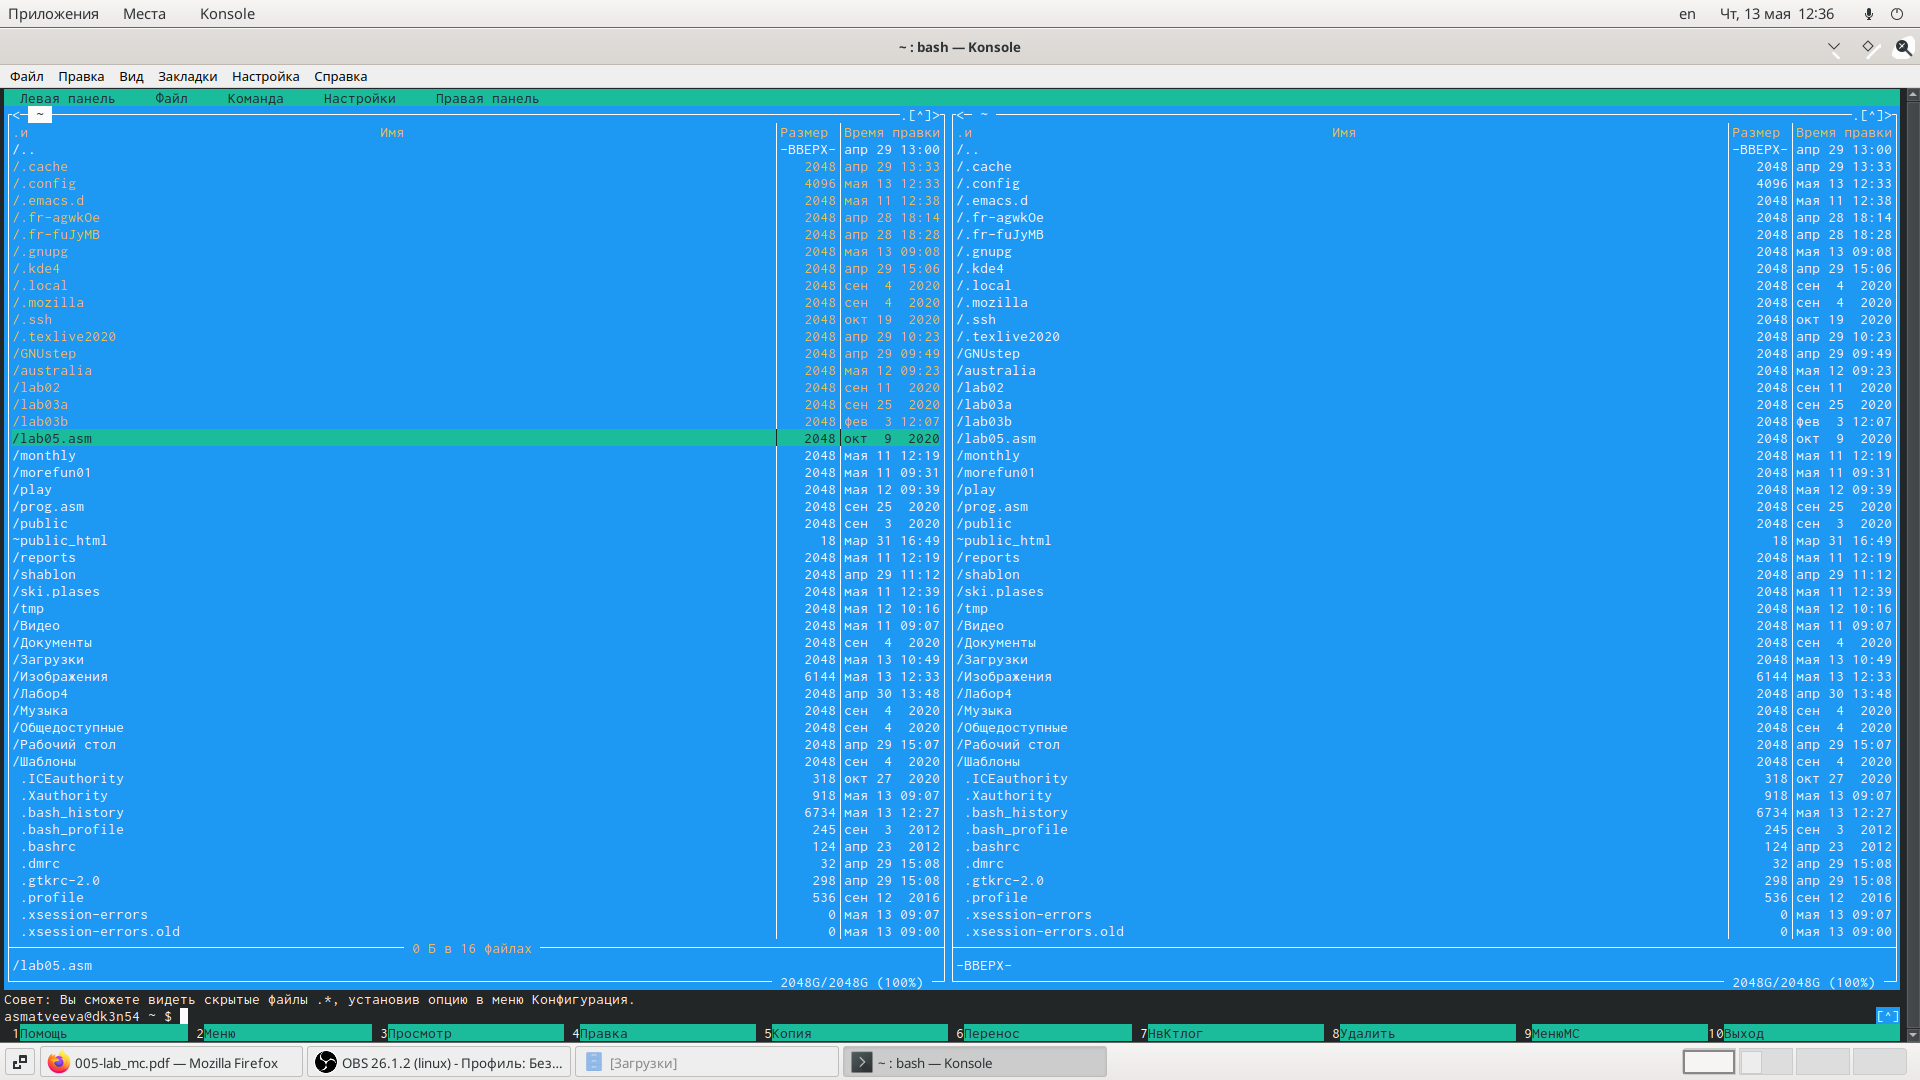 Приложения Места Konsole en Чт, 13 мая 12:36
~ : bash — Konsole
Файл Правка Вид Закладки Настройка Справка
Левая панель Файл Команда Настройки Правая панель
<─ ~ ─.[^]> <─ ~ ─.[^]>
.и Имя Размер Время правки .и Имя Размер Время правки
/.. -ВВЕРХ- апр 29 13:00 /.. -ВВЕРХ- апр 29 13:00
/.cache 2048 апр 29 13:33 /.cache 2048 апр 29 13:33
/.config 4096 мая 13 12:33 /.config 4096 мая 13 12:33
/.emacs.d 2048 мая 11 12:38 /.emacs.d 2048 мая 11 12:38
/.fr-agwkOe 2048 апр 28 18:14 /.fr-agwkOe 2048 апр 28 18:14
/.fr-fuJyMB 2048 апр 28 18:28 /.fr-fuJyMB 2048 апр 28 18:28
/.gnupg 2048 мая 13 09:08 /.gnupg 2048 мая 13 09:08
/.kde4 2048 апр 29 15:06 /.kde4 2048 апр 29 15:06
/.local 2048 сен 4 2020 /.local 2048 сен 4 2020
/.mozilla 2048 сен 4 2020 /.mozilla 2048 сен 4 2020
/.ssh 2048 окт 19 2020 /.ssh 2048 окт 19 2020
/.texlive2020 2048 апр 29 10:23 /.texlive2020 2048 апр 29 10:23
/GNUstep 2048 апр 29 09:49 /GNUstep 2048 апр 29 09:49
/australia 2048 мая 12 09:23 /australia 2048 мая 12 09:23
/lab02 2048 сен 11 2020 /lab02 2048 сен 11 2020
/lab03a 2048 сен 25 2020 /lab03a 2048 сен 25 2020
/lab03b 2048 фев 3 12:07 /lab03b 2048 фев 3 12:07
/lab05.asm 2048 окт 9 2020 /lab05.asm 2048 окт 9 2020
/monthly 2048 мая 11 12:19 /monthly 2048 мая 11 12:19
/morefun01 2048 мая 11 09:31 /morefun01 2048 мая 11 09:31
/play 2048 мая 12 09:39 /play 2048 мая 12 09:39
/prog.asm 2048 сен 25 2020 /prog.asm 2048 сен 25 2020
/public 2048 сен 3 2020 /public 2048 сен 3 2020
~public_html 18 мар 31 16:49 ~public_html 18 мар 31 16:49
/reports 2048 мая 11 12:19 /reports 2048 мая 11 12:19
/shablon 2048 апр 29 11:12 /shablon 2048 апр 29 11:12
/ski.plases 2048 мая 11 12:39 /ski.plases 2048 мая 11 12:39
/tmp 2048 мая 12 10:16 /tmp 2048 мая 12 10:16
/Видео 2048 мая 11 09:07 /Видео 2048 мая 11 09:07
/Документы 2048 сен 4 2020 /Документы 2048 сен 4 2020
/Загрузки 2048 мая 13 10:49 /Загрузки 2048 мая 13 10:49
/Изображения 6144 мая 13 12:33 /Изображения 6144 мая 13 12:33
/Лабор4 2048 апр 30 13:48 /Лабор4 2048 апр 30 13:48
/Музыка 2048 сен 4 2020 /Музыка 2048 сен 4 2020
/Общедоступные 2048 сен 4 2020 /Общедоступные 2048 сен 4 2020
/Рабочий стол 2048 апр 29 15:07 /Рабочий стол 2048 апр 29 15:07
/Шаблоны 2048 сен 4 2020 /Шаблоны 2048 сен 4 2020
.ICEauthority 318 окт 27 2020 .ICEauthority 318 окт 27 2020
.Xauthority 918 мая 13 09:07 .Xauthority 918 мая 13 09:07
.bash_history 6734 мая 13 12:27 .bash_history 6734 мая 13 12:27
.bash_profile 245 сен 3 2012 .bash_profile 245 сен 3 2012
.bashrc 124 апр 23 2012 .bashrc 124 апр 23 2012
.dmrc 32 апр 29 15:08 .dmrc 32 апр 29 15:08
.gtkrc-2.0 298 апр 29 15:08 .gtkrc-2.0 298 апр 29 15:08
.profile 536 сен 12 2016 .profile 536 сен 12 2016
.xsession-errors 0 мая 13 09:07 .xsession-errors 0 мая 13 09:07
.xsession-errors.old 0 мая 13 09:00 .xsession-errors.old 0 мая 13 09:00
0 Б в 16 файлах
/lab05.asm -ВВЕРХ-
2048G/2048G (100%) 2048G/2048G (100%)
Совет: Вы сможете видеть скрытые файлы .*, установив опцию в меню Конфигурация.
asmatveeva@dk3n54 ~ $ [^]
1Помощь 2Меню 3Просмотр 4Правка 5Копия 6Перенос 7НвКтлог 8Удалить 9МенюМС 10Выход
005-lab_mc.pdf — Mozilla Firefox OBS 26.1.2 (linux) - Профиль: Без... [Загрузки] ~ : bash — Konsole